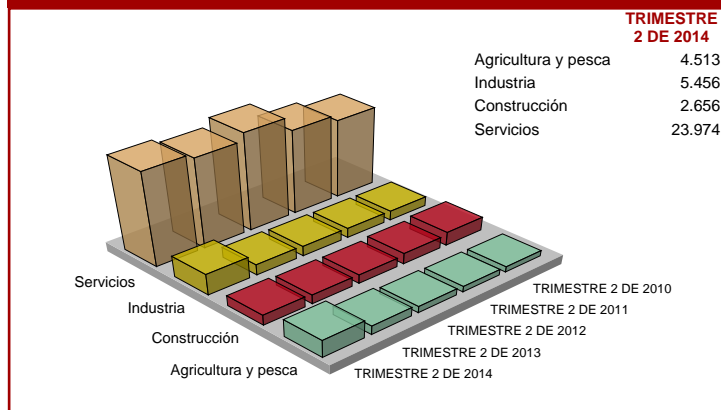 TRIMESTRE
2 DE 2014
Agricultura y pesca 4.513
Industria 5.456
Construcción 2.656
Servicios 23.974
Servicios
Industria
Construcción
Agricultura y pesca
TRIMESTRE 2 DE 2010
TRIMESTRE 2 DE 2011
TRIMESTRE 2 DE 2012
TRIMESTRE 2 DE 2013
TRIMESTRE 2 DE 2014